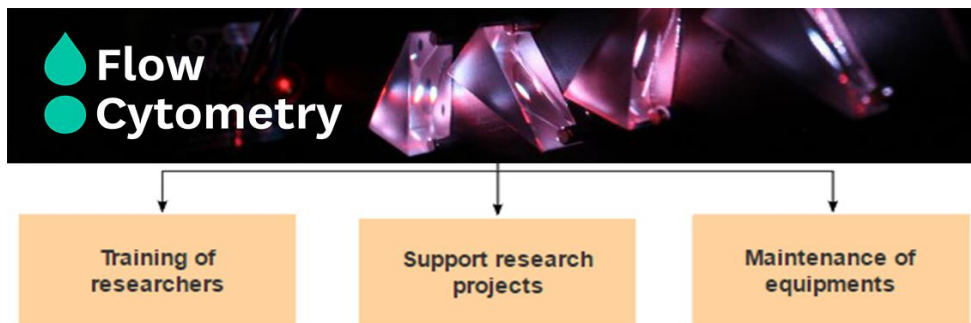 Flow
Cytometry
Training of
researchers
Support research
projects
Maintenance of
equipments